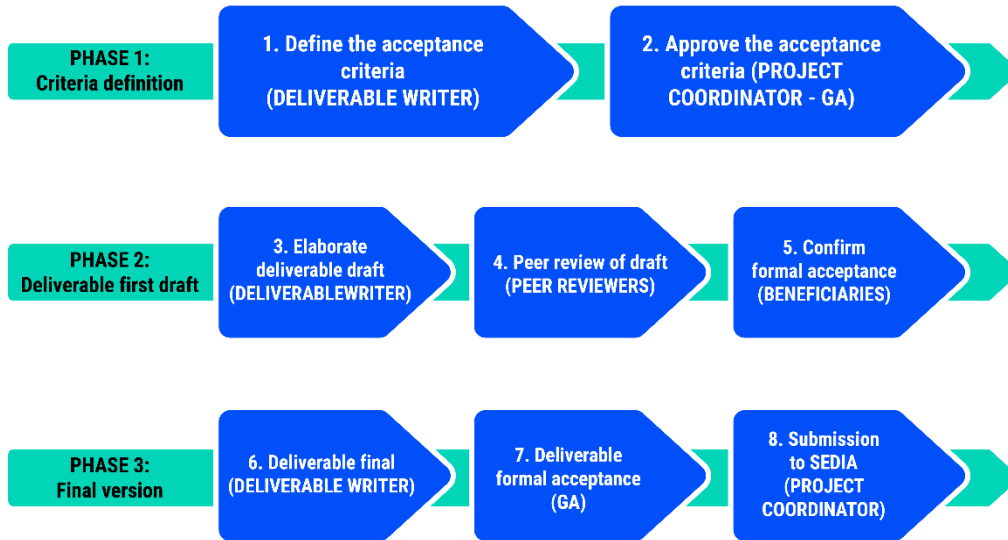 PHASE 1:
Criteria definition
1. Define the acceptance
criteria
(DELIVERABLE WRITER)
2. Approve the acceptance
criteria (PROJECT
COORDINATOR - GA)
PHASE 2:
Deliverable first draft
3. Elaborate
deliverable draft
(DELIVERABLEWRITER)
4. Peer review of draft
(PEER REVIEWERS)
5. Confirm
formal acceptance
(BENEFICIARIES)
PHASE 3:
Final version
6. Deliverable final
(DELIVERABLE WRITER)
7. Deliverable
formal acceptance
(GA)
8. Submission
to SEDIA
(PROJECT
COORDINATOR)